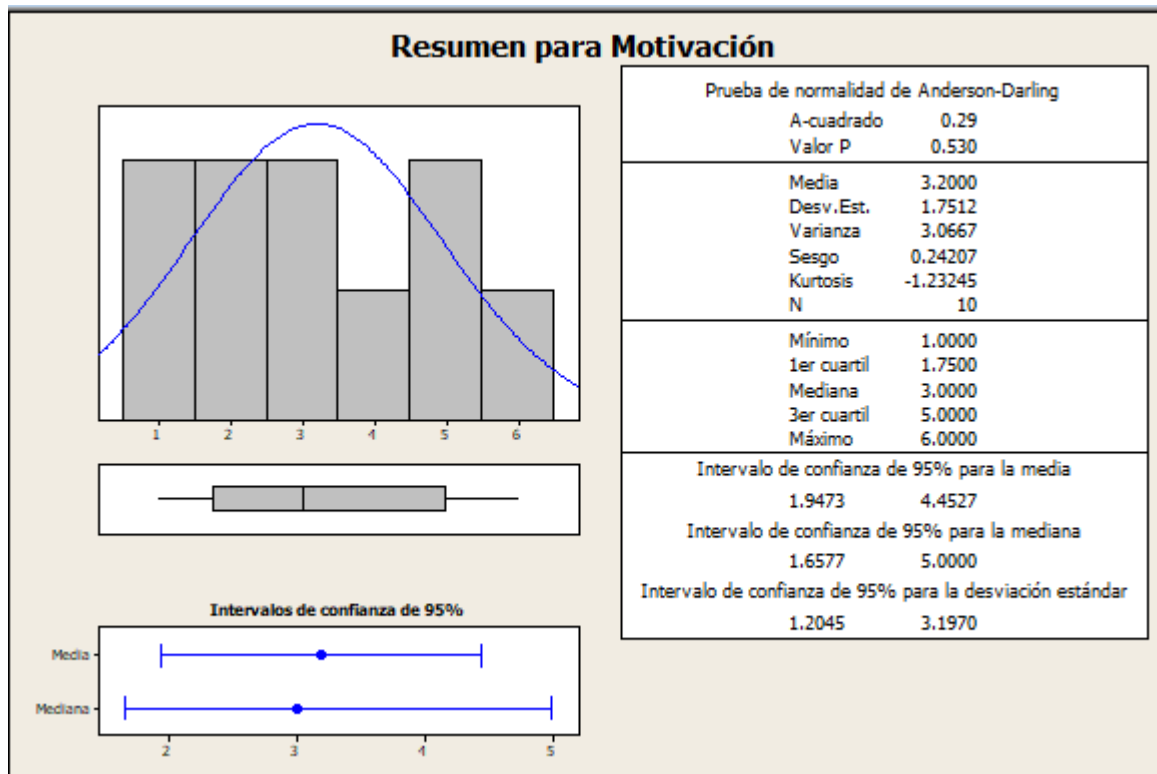 Resumen para Motivación
1 2 3 4 5 6
Intervalos de confianza de 95%
Media
Mediana
2 3 4 5
Prueba de normalidad de Anderson-Darling
A-cuadrado 0.29
Valor P 0.530
Media 3.2000
Desv.Est. 1.7512
Varianza 3.0667
Sesgo 0.24207
Kurtosis -1.23245
N 10
Mínimo 1.0000
1er cuartil 1.7500
Mediana 3.0000
3er cuartil 5.0000
Máximo 6.0000
Intervalo de confianza de 95% para la media
1.9473 4.4527
Intervalo de confianza de 95% para la mediana
1.6577 5.0000
Intervalo de confianza de 95% para la desviación estándar
1.2045 3.1970